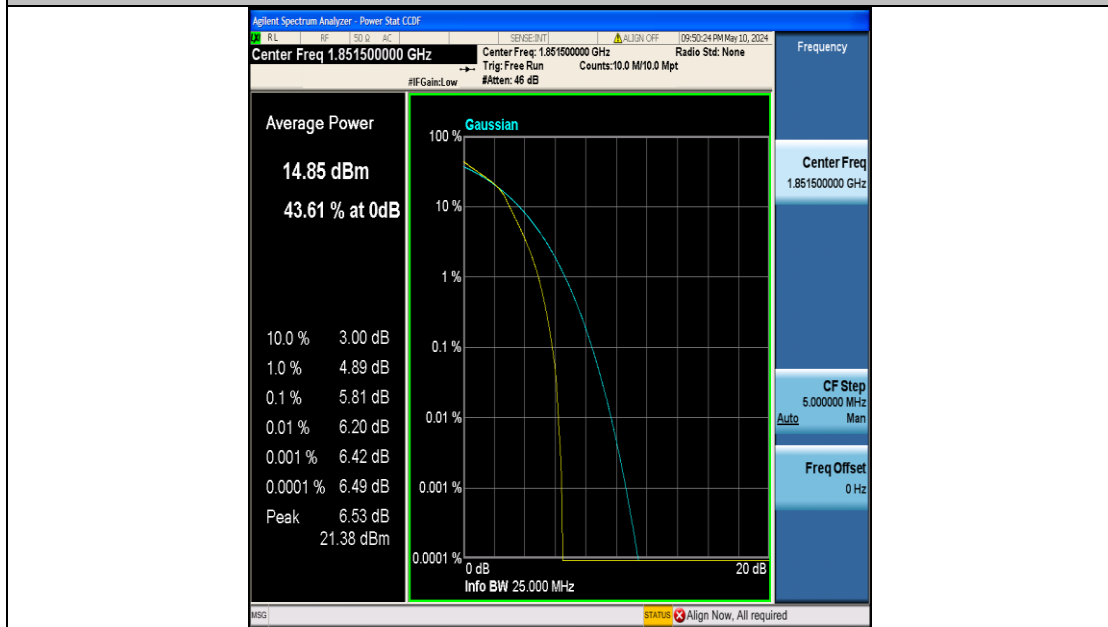 Agilent Spectrum Analyzer - Power Stat CCDF
LXI RL RF 50 Ω AC SENSE:INT ALIGN OFF 09:50:24 PM May 10, 2024
Center Freq 1.851500000 GHz
Center Freq: 1.851500000 GHz Radio Std: None
Trig: Free Run Counts:10.0 M/10.0 Mpt
#IFGain:Low #Atten: 46 dB
Frequency
Average Power
14.85 dBm
43.61 % at 0dB
10.0 % 3.00 dB
1.0 % 4.89 dB
0.1 % 5.81 dB
0.01 % 6.20 dB
0.001 % 6.42 dB
0.0001 % 6.49 dB
Peak 6.53 dB
21.38 dBm
Gaussian
100 %
10 %
1 %
0.1 %
0.01 %
0.001 %
0.0001 %
0 dB 20 dB
Info BW 25.000 MHz
Center Freq
1.851500000 GHz
CF Step
5.000000 MHz
Auto Man
Freq Offset
0 Hz
MSG STATUS Align Now, All required